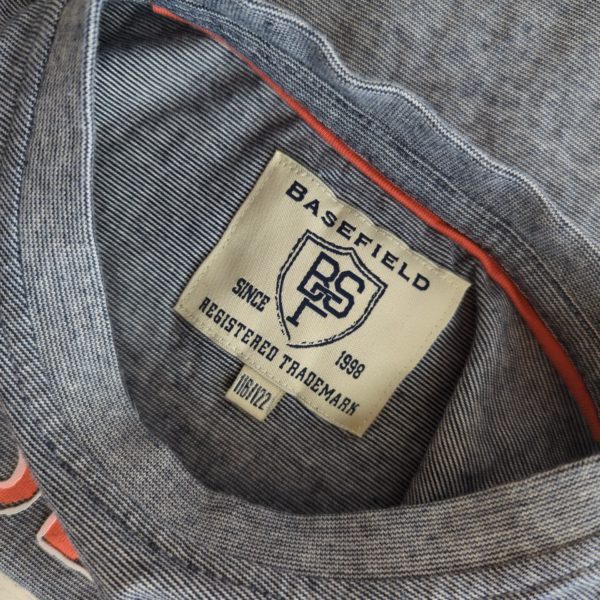 BASEFIELD
BSF
SINCE 1998
REGISTERED TRADEMARK
116/122